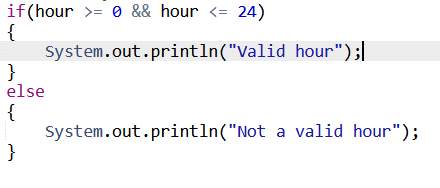 if(hour >= 0 && hour <= 24)
{
    System.out.println("Valid hour");
}
else
{
    System.out.println("Not a valid hour");
}